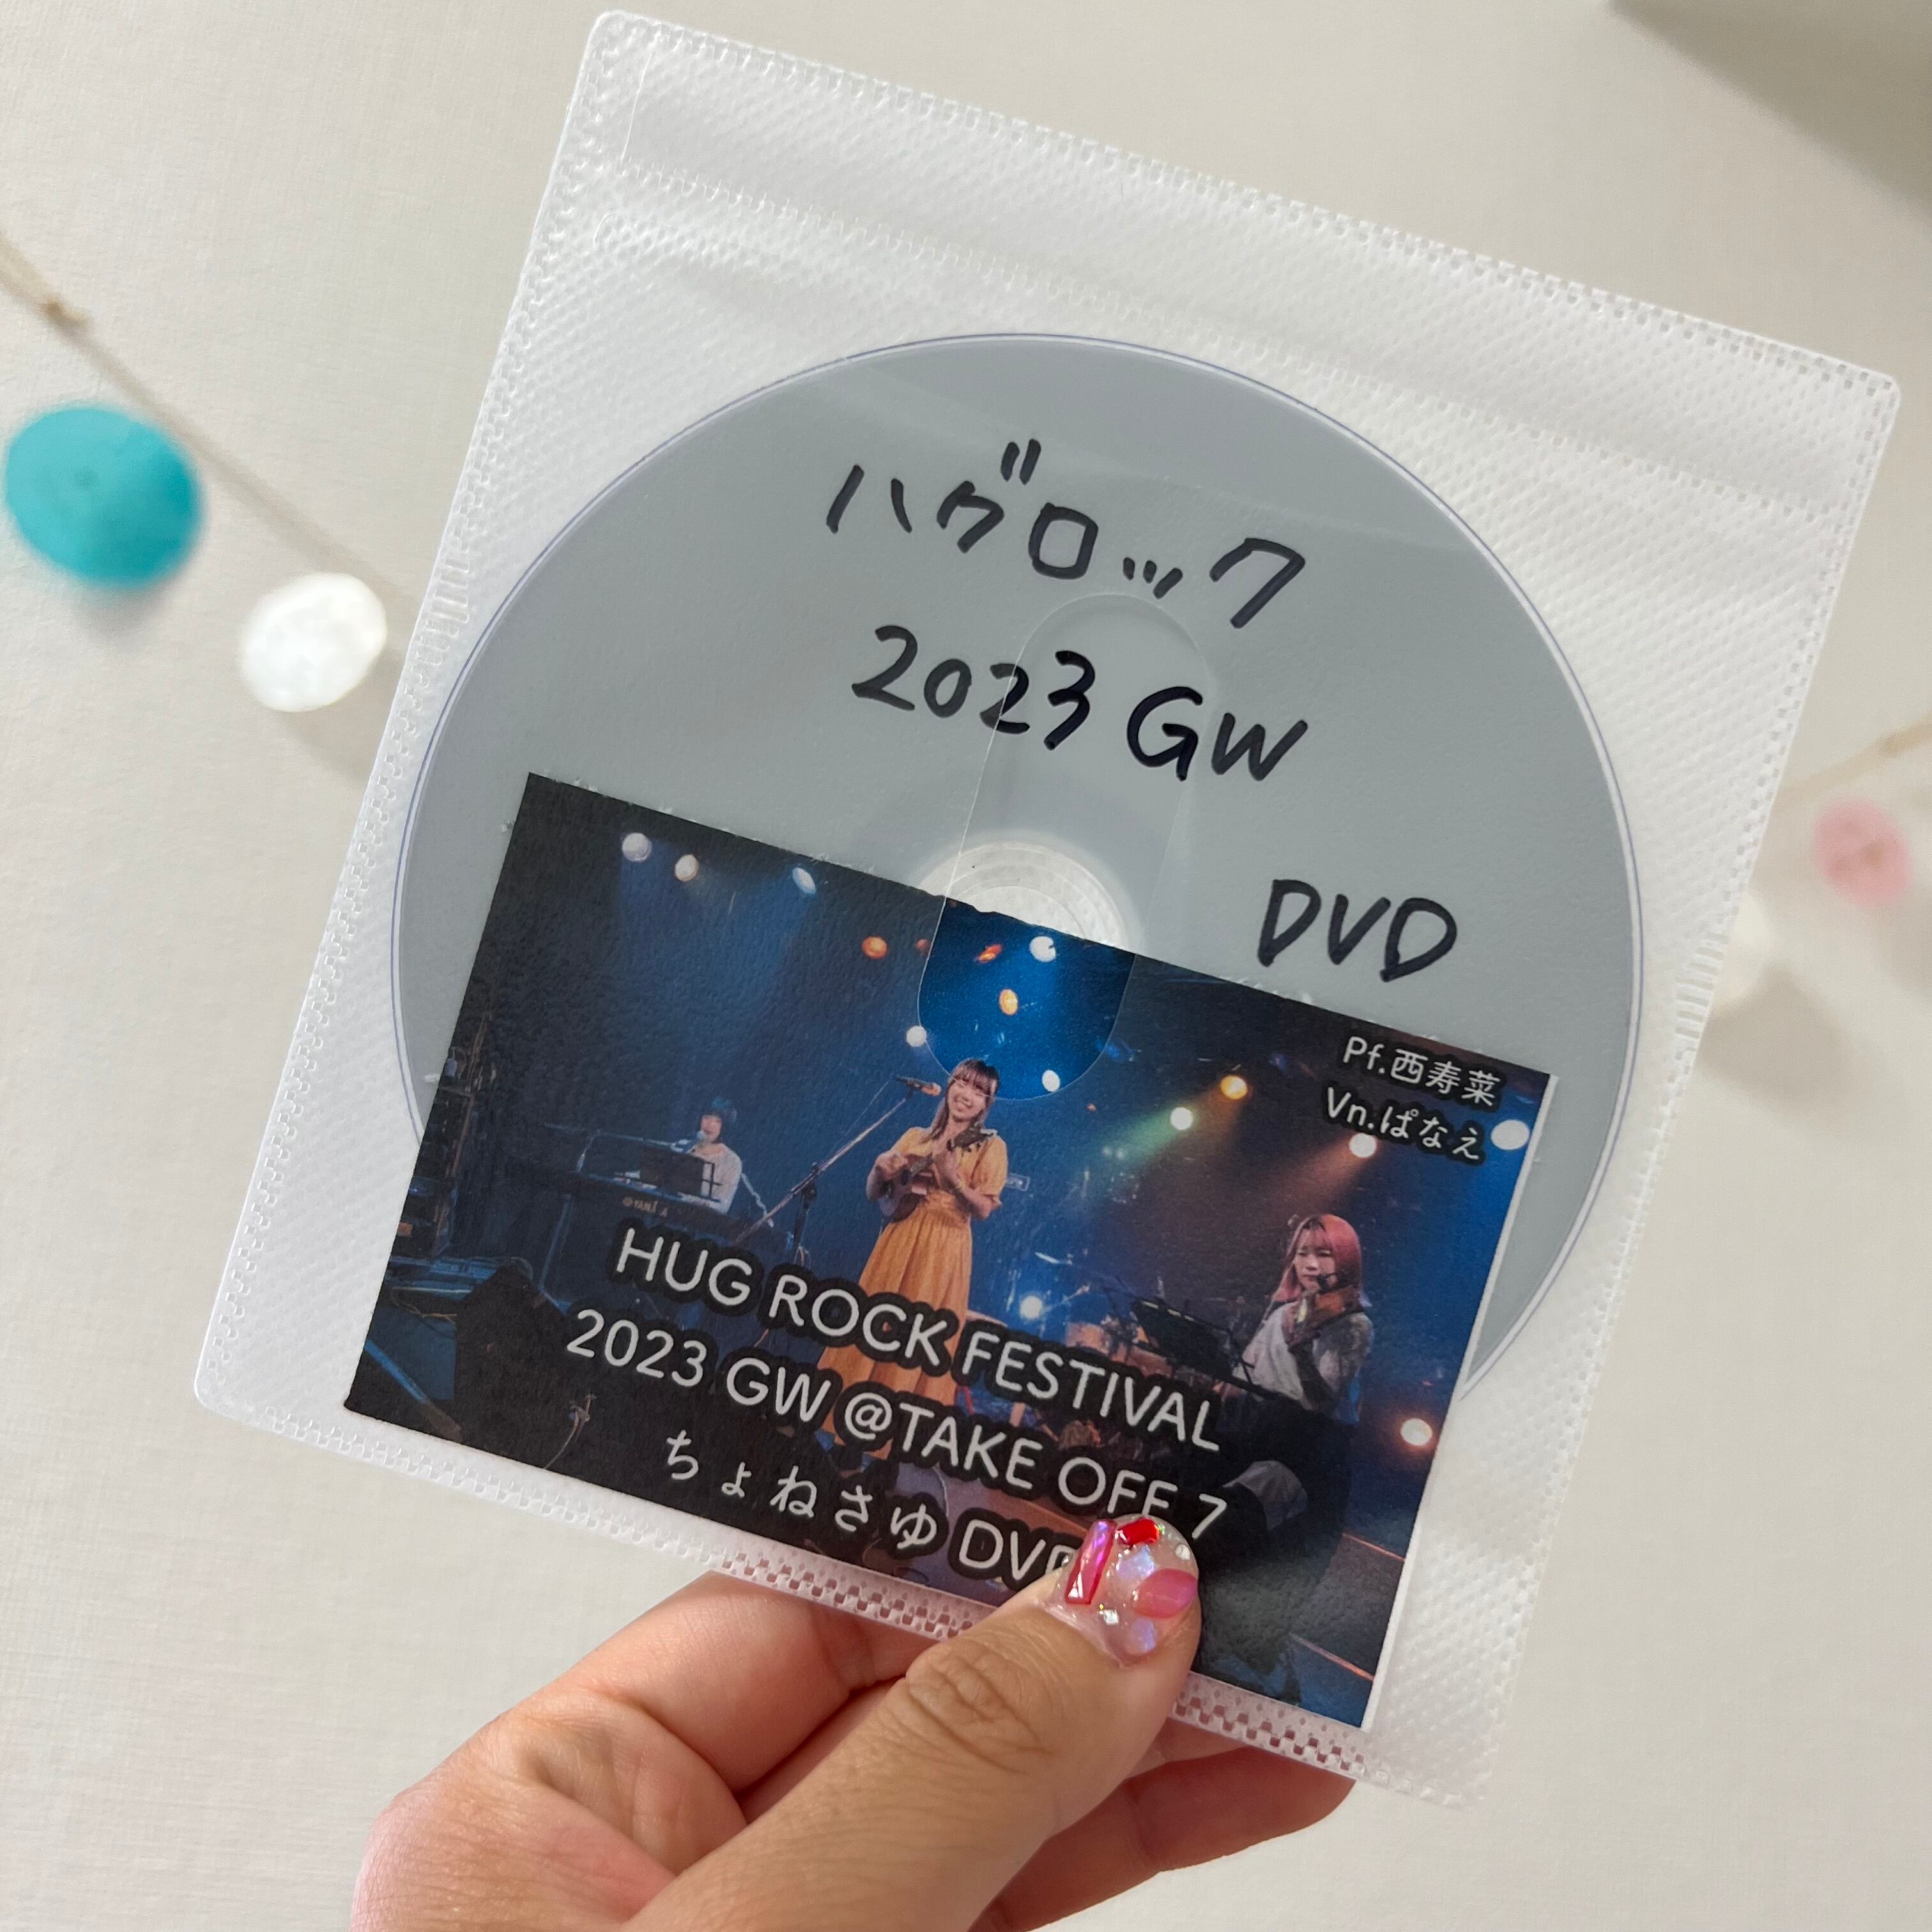 ハグロック
2023 GW
DVD
Pf.西寿菜
Vn.ぱなえ
HUG ROCK FESTIVAL
2023 GW @TAKE OFF 7
ちょねさゆ DVD